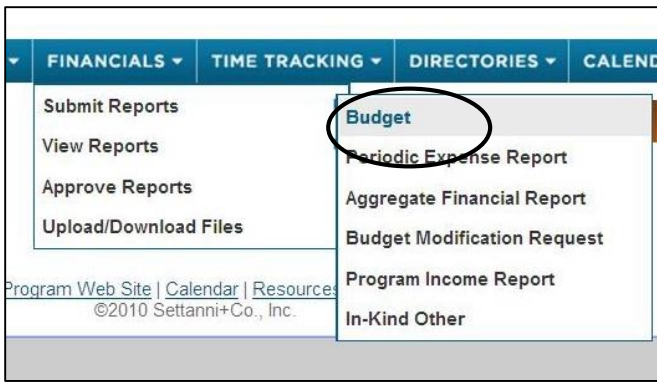 FINANCIALS TIME TRACKING DIRECTORIES CALEND
Submit Reports
View Reports
Approve Reports
Upload/Download Files
Budget
Periodic Expense Report
Aggregate Financial Report
Budget Modification Request
Program Income Report
In-Kind Other
Program Web Site | Calendar | Resources
©2010 Settanni+Co., Inc.